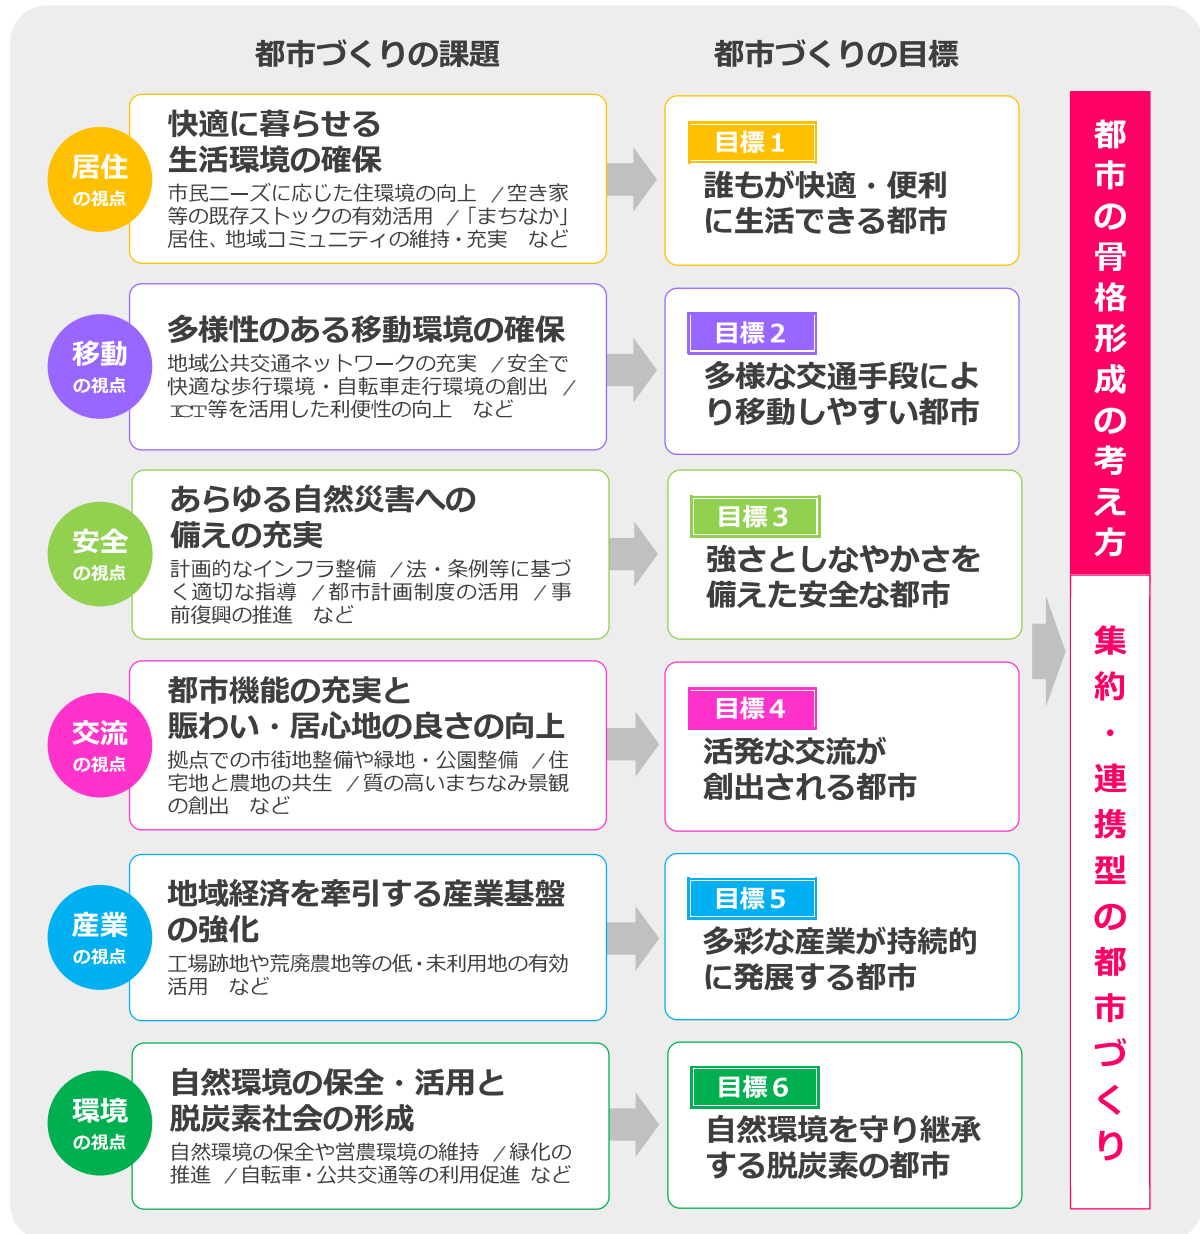 都市づくりの課題
都市づくりの目標
居住
の視点
快適に暮らせる
生活環境の確保
市民ニーズに応じた住環境の向上 ／空き家
等の既存ストックの有効活用 ／「まちなか」
居住、地域コミュニティの維持・充実　など
目標１
誰もが快適・便利
に生活できる都市
移動
の視点
多様性のある移動環境の確保
地域公共交通ネットワークの充実 ／安全で
快適な歩行環境・自転車走行環境の創出 ／
ICT等を活用した利便性の向上　など
目標２
多様な交通手段によ
り移動しやすい都市
安全
の視点
あらゆる自然災害への
備えの充実
計画的なインフラ整備 ／法・条例等に基づ
く適切な指導 ／都市計画制度の活用 ／事
前復興の推進　など
目標３
強さとしなやかさを
備えた安全な都市
交流
の視点
都市機能の充実と
賑わい・居心地の良さの向上
拠点での市街地整備や緑地・公園整備 ／住
宅地と農地の共生 ／質の高いまちなみ景観
の創出　など
目標４
活発な交流が
創出される都市
産業
の視点
地域経済を牽引する産業基盤
の強化
工場跡地や荒廃農地等の低・未利用地の有効
活用　など
目標５
多彩な産業が持続的
に発展する都市
環境
の視点
自然環境の保全・活用と
脱炭素社会の形成
自然環境の保全や営農環境の維持 ／緑化の
推進 ／自転車・公共交通等の利用促進 など
目標６
自然環境を守り継承
する脱炭素の都市
都市の骨格形成の考え方
集約・連携型の都市づくり